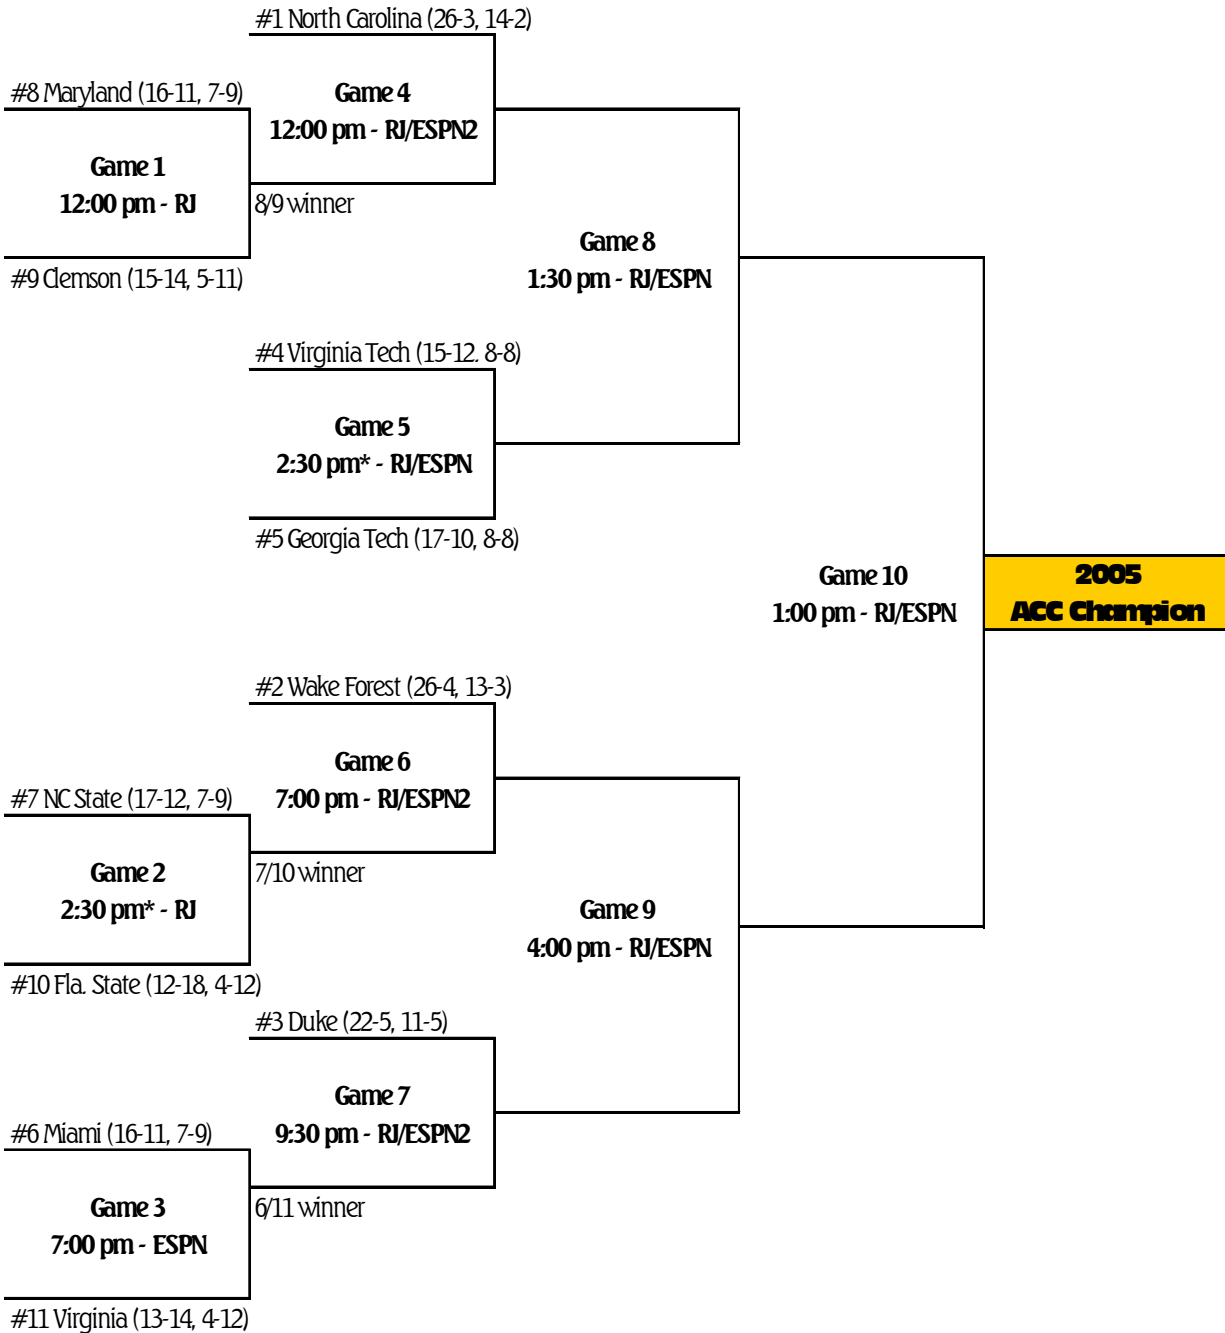 #1 North Carolina (26-3, 14-2)
#8 Maryland (16-11, 7-9)
Game 4
12:00 pm - RJ/ESPN2
Game 1
12:00 pm - RJ
8/9 winner
#9 Clemson (15-14, 5-11)
Game 8
1:30 pm - RJ/ESPN
#4 Virginia Tech (15-12. 8-8)
Game 5
2:30 pm* - RJ/ESPN
#5 Georgia Tech (17-10, 8-8)
Game 10
1:00 pm - RJ/ESPN
2005
ACC Champion
#2 Wake Forest (26-4, 13-3)
Game 6
7:00 pm - RJ/ESPN2
#7 NC State (17-12, 7-9)
Game 2
2:30 pm* - RJ
7/10 winner
#10 Fla. State (12-18, 4-12)
Game 9
4:00 pm - RJ/ESPN
#3 Duke (22-5, 11-5)
Game 7
9:30 pm - RJ/ESPN2
#6 Miami (16-11, 7-9)
Game 3
7:00 pm - ESPN
6/11 winner
#11 Virginia (13-14, 4-12)